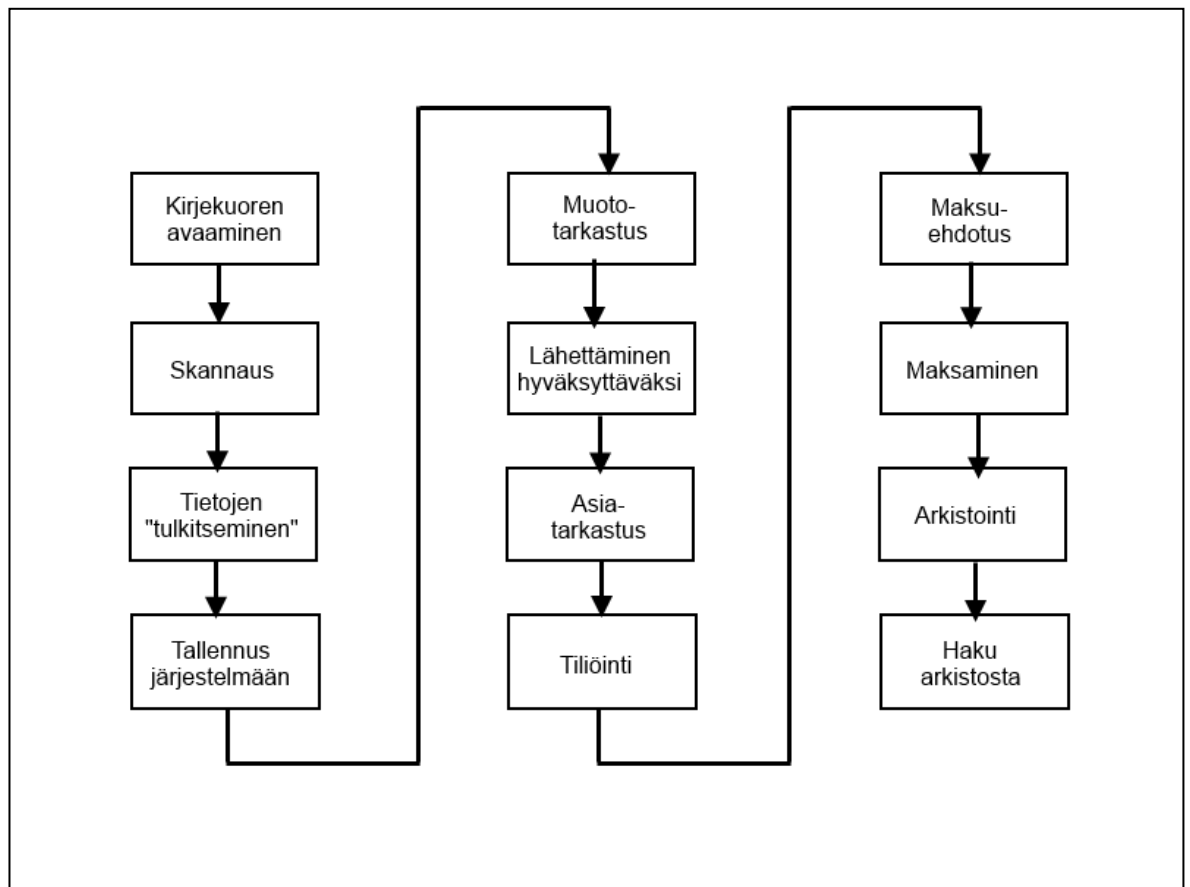 Kirjekuoren
avaaminen
Skannaus
Tietojen
"tulkitseminen"
Tallennus
järjestelmään
Muoto-
tarkastus
Lähettäminen
hyväksyttäväksi
Asia-
tarkastus
Tiliöinti
Maksu-
ehdotus
Maksaminen
Arkistointi
Haku
arkistosta